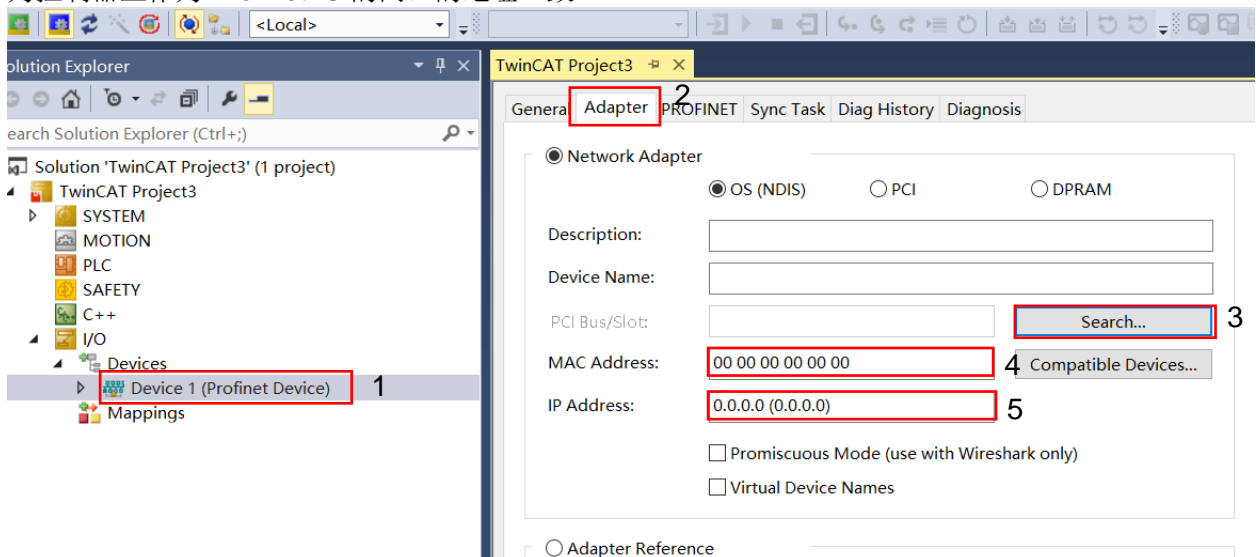 <Local>
olution Explorer
earch Solution Explorer (Ctrl+;)
Solution 'TwinCAT Project3' (1 project)
TwinCAT Project3
SYSTEM
MOTION
PLC
SAFETY
C++
I/O
Devices
Device 1 (Profinet Device)
1
Mappings
TwinCAT Project3
2
General Adapter PROFINET Sync Task Diag History Diagnosis
Network Adapter
OS (NDIS) PCI DPRAM
Description:
Device Name:
PCI Bus/Slot:
Search...
3
MAC Address: 00 00 00 00 00 00
4
Compatible Devices...
IP Address: 0.0.0.0 (0.0.0.0)
5
Promiscuous Mode (use with Wireshark only)
Virtual Device Names
Adapter Reference